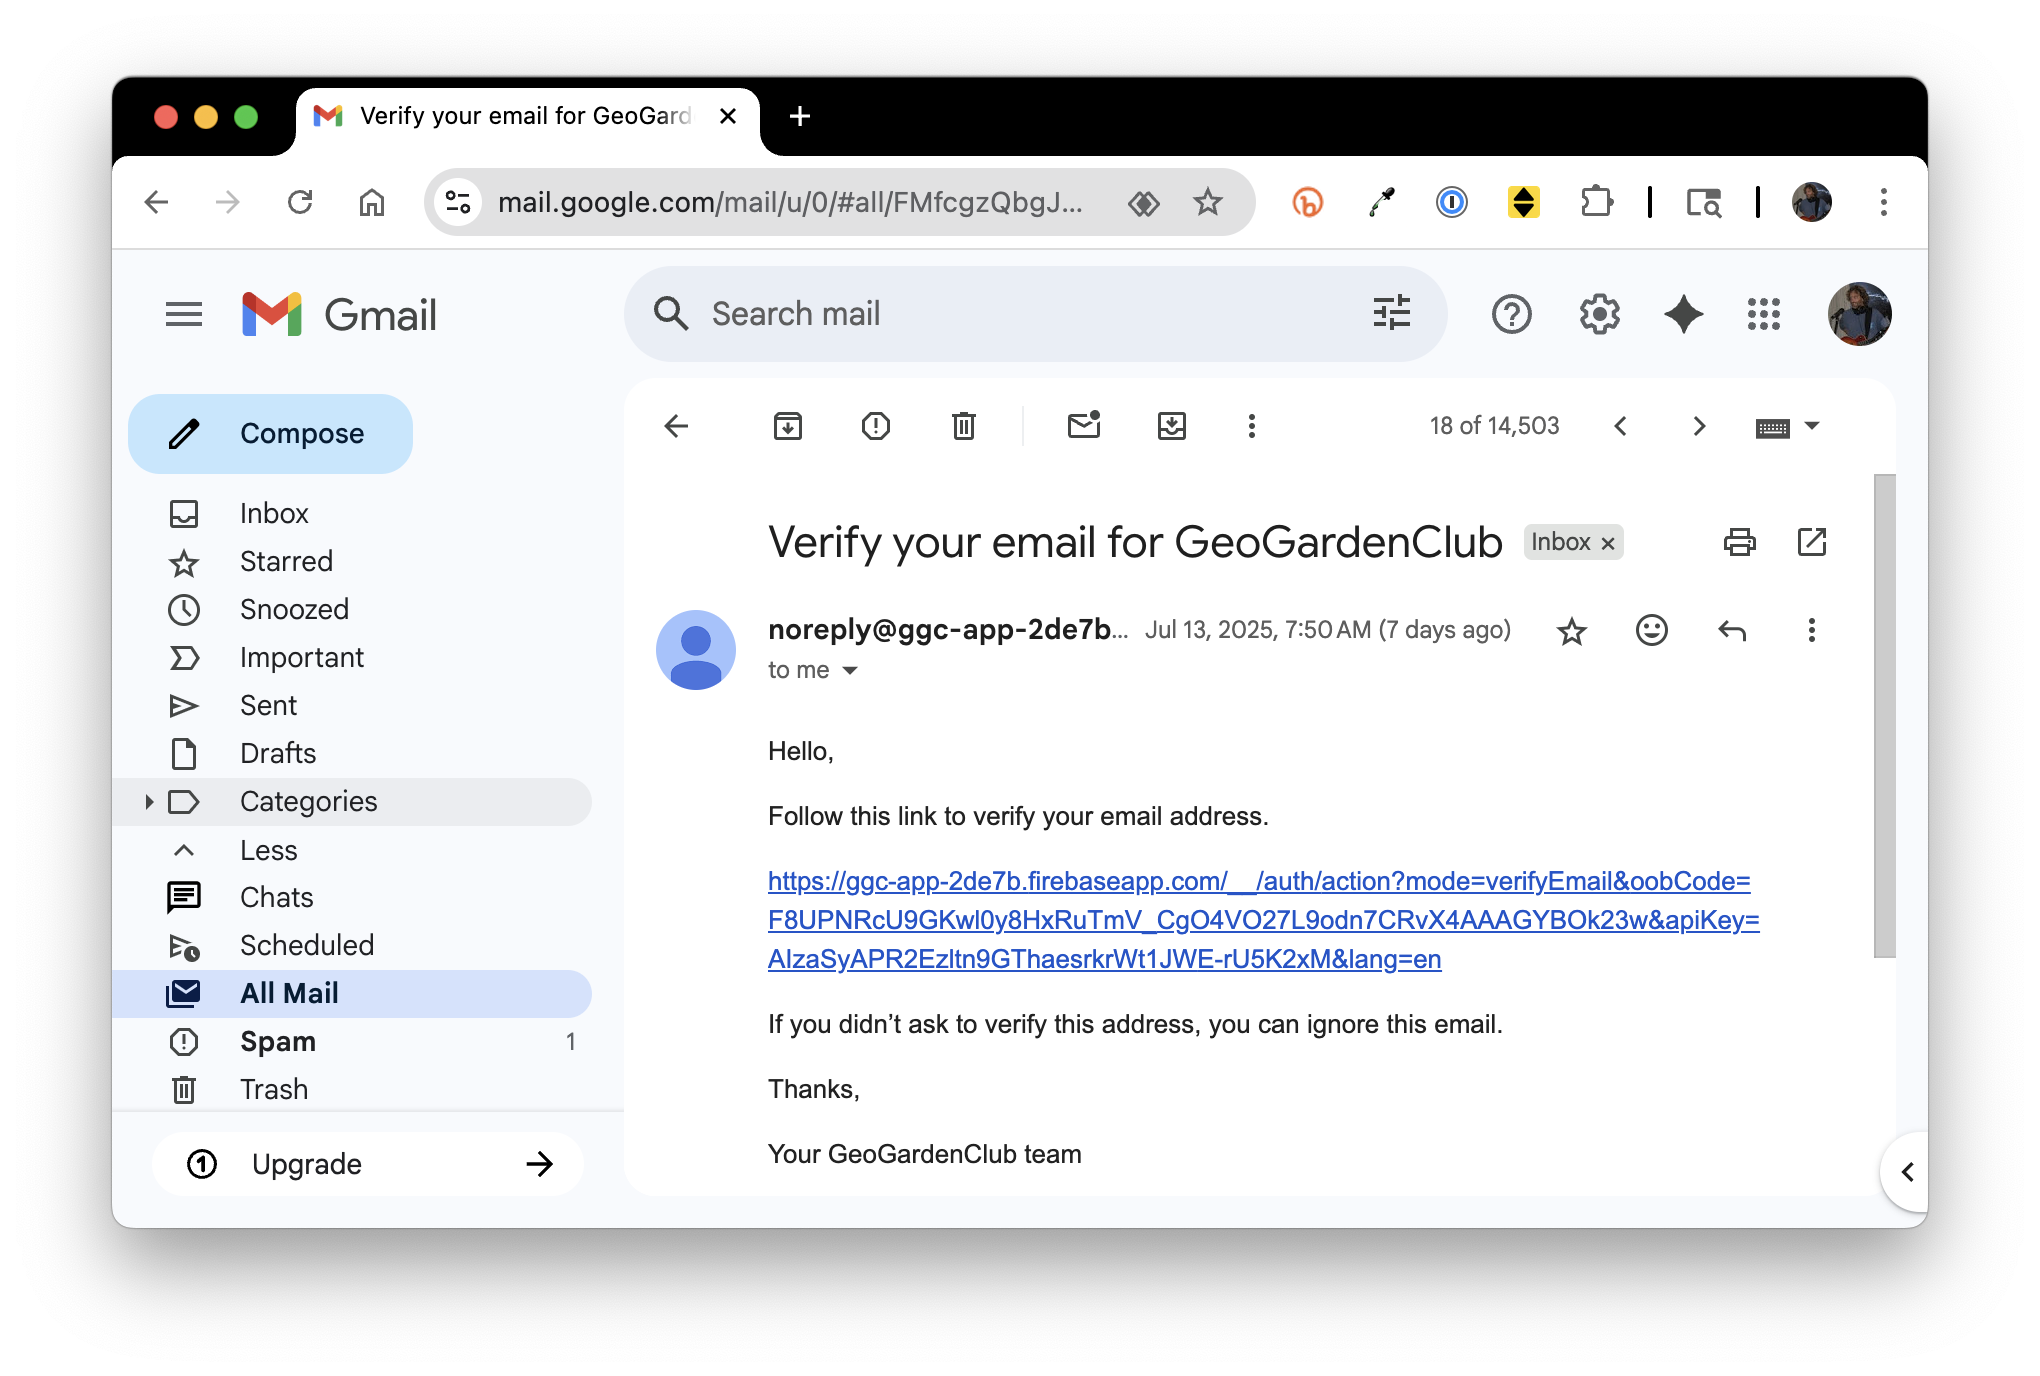 Verify your email for GeoGard
mail.google.com/mail/u/0/#all/FMfcgzQbgJ...
Gmail
Search mail
Compose
18 of 14,503
Inbox
Starred
Snoozed
Important
Sent
Drafts
Categories
Less
Chats
Scheduled
All Mail
Spam 1
Trash
1 Upgrade
Verify your email for GeoGardenClub Inbox x
noreply@ggc-app-2de7b... Jul 13, 2025, 7:50 AM (7 days ago)
to me
Hello,
Follow this link to verify your email address.
https://ggc-app-2de7b.firebaseapp.com/__/auth/action?mode=verifyEmail&oobCode=
F8UPNRcU9GKwl0y8HxRuTmV_CgO4VO27L9odn7CRvX4AAAGYBOk23w&apiKey=
AIzaSyAPR2Ezltn9GThaesrkrWt1JWE-rU5K2xM&lang=en
If you didn’t ask to verify this address, you can ignore this email.
Thanks,
Your GeoGardenClub team